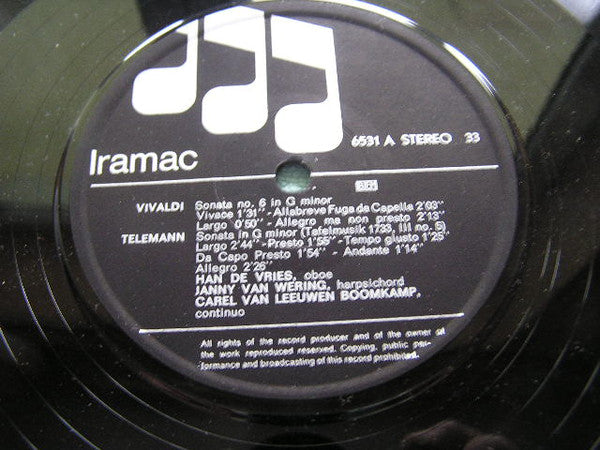 6531 A STEREO 33
Iramac
VIVALDI Sonata no. 6 in G minor
Vivace 1'31" - Allabreve Fuga da Capella 2'03"
Largo 0'50" - Allegro ma non presto 2'13"
TELEMANN Sonata in G minor (Tafelmusik 1733, III no. 5)
Largo 2'44" - Presto 1'55" - Tempo giusto 1'25"
Da Capo Presto 1'54" - Andante 1'14"
Allegro 2'26"
HAN DE VRIES, oboe
JANNY VAN WERING, harpsichord
CAREL VAN LEEUWEN BOOMKAMP,
continuo
All rights of the record producer and of the owner of
the work reproduced reserved. Copying, public per-
formance and broadcasting of this record prohibited.